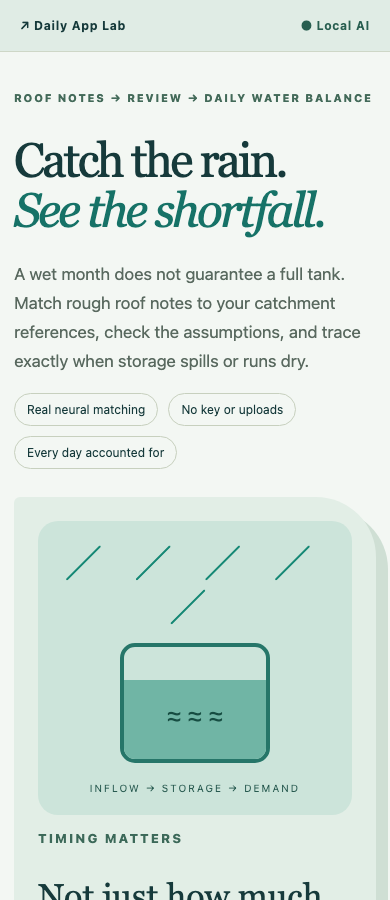 ↗ Daily App Lab
● Local AI
ROOF NOTES → REVIEW → DAILY WATER BALANCE
Catch the rain.
See the shortfall.
A wet month does not guarantee a full tank.
Match rough roof notes to your catchment
references, check the assumptions, and trace
exactly when storage spills or runs dry.
Real neural matching
No key or uploads
Every day accounted for
≈ ≈ ≈
INFLOW → STORAGE → DEMAND
TIMING MATTERS
Not just how much